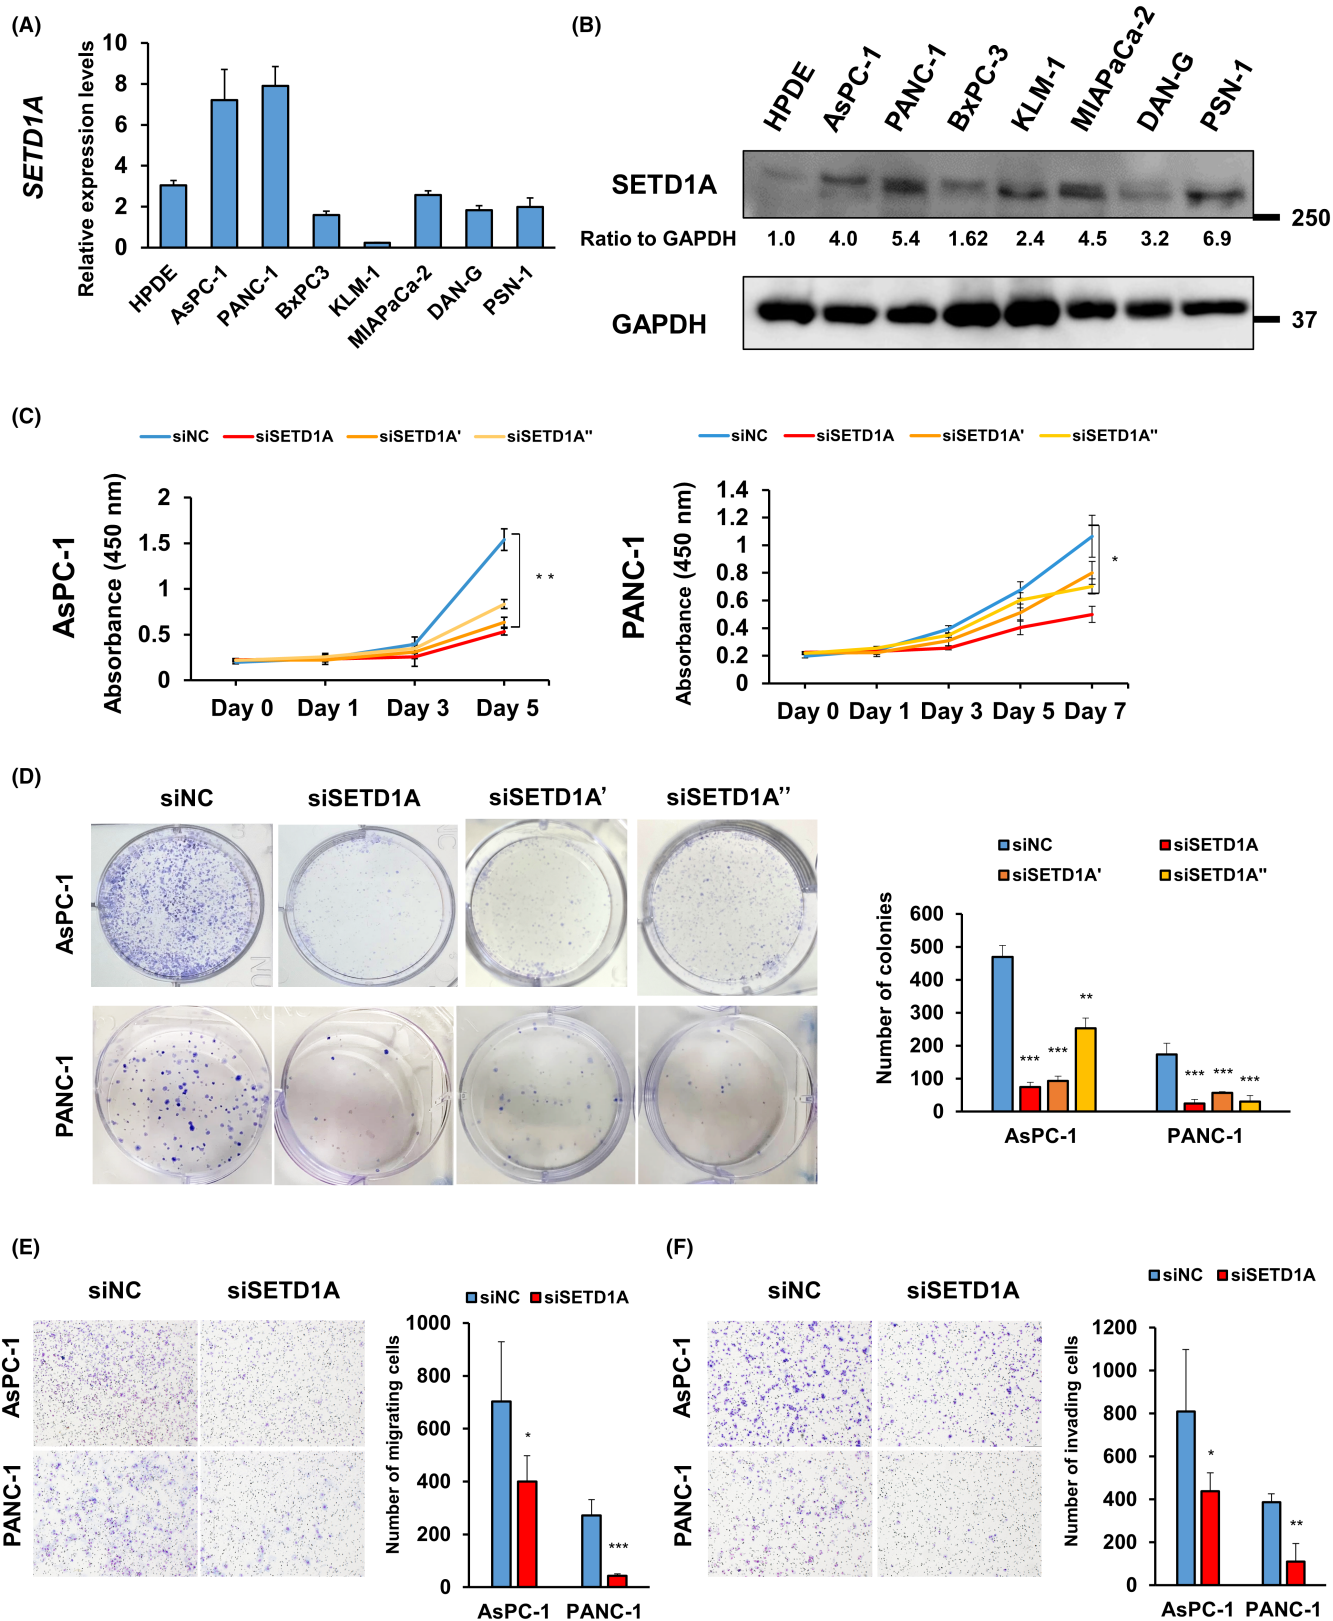 (A)
SETD1A
Relative expression levels
10
8
6
4
2
0
HPDE
AsPC-1
PANC-1
BxPC3
KLM-1
MIAPaCa-2
DAN-G
PSN-1
(B)
HPDE
AsPC-1
PANC-1
BxPC-3
KLM-1
MIAPaCa-2
DAN-G
PSN-1
SETD1A
250
Ratio to GAPDH 1.0 4.0 5.4 1.62 2.4 4.5 3.2 6.9
GAPDH
37
(C)
siNC siSETD1A siSETD1A' siSETD1A"
AsPC-1
Absorbance (450 nm)
2
1.5
1
0.5
0
* *
Day 0 Day 1 Day 3 Day 5
siNC siSETD1A siSETD1A' siSETD1A"
PANC-1
Absorbance (450 nm)
1.4
1.2
1
0.8
0.6
0.4
0.2
0
*
Day 0 Day 1 Day 3 Day 5 Day 7
(D)
siNC siSETD1A siSETD1A’ siSETD1A’’
AsPC-1
PANC-1
siNC siSETD1A
siSETD1A' siSETD1A"
Number of colonies
600
500
400
300
200
100
0
*** *** **
*** *** ***
AsPC-1 PANC-1
(E)
siNC siSETD1A
AsPC-1
PANC-1
siNC siSETD1A
Number of migrating cells
1000
800
600
400
200
0
*
***
AsPC-1 PANC-1
(F)
siNC siSETD1A
AsPC-1
PANC-1
siNC siSETD1A
Number of invading cells
1200
1000
800
600
400
200
0
*
**
AsPC-1 PANC-1